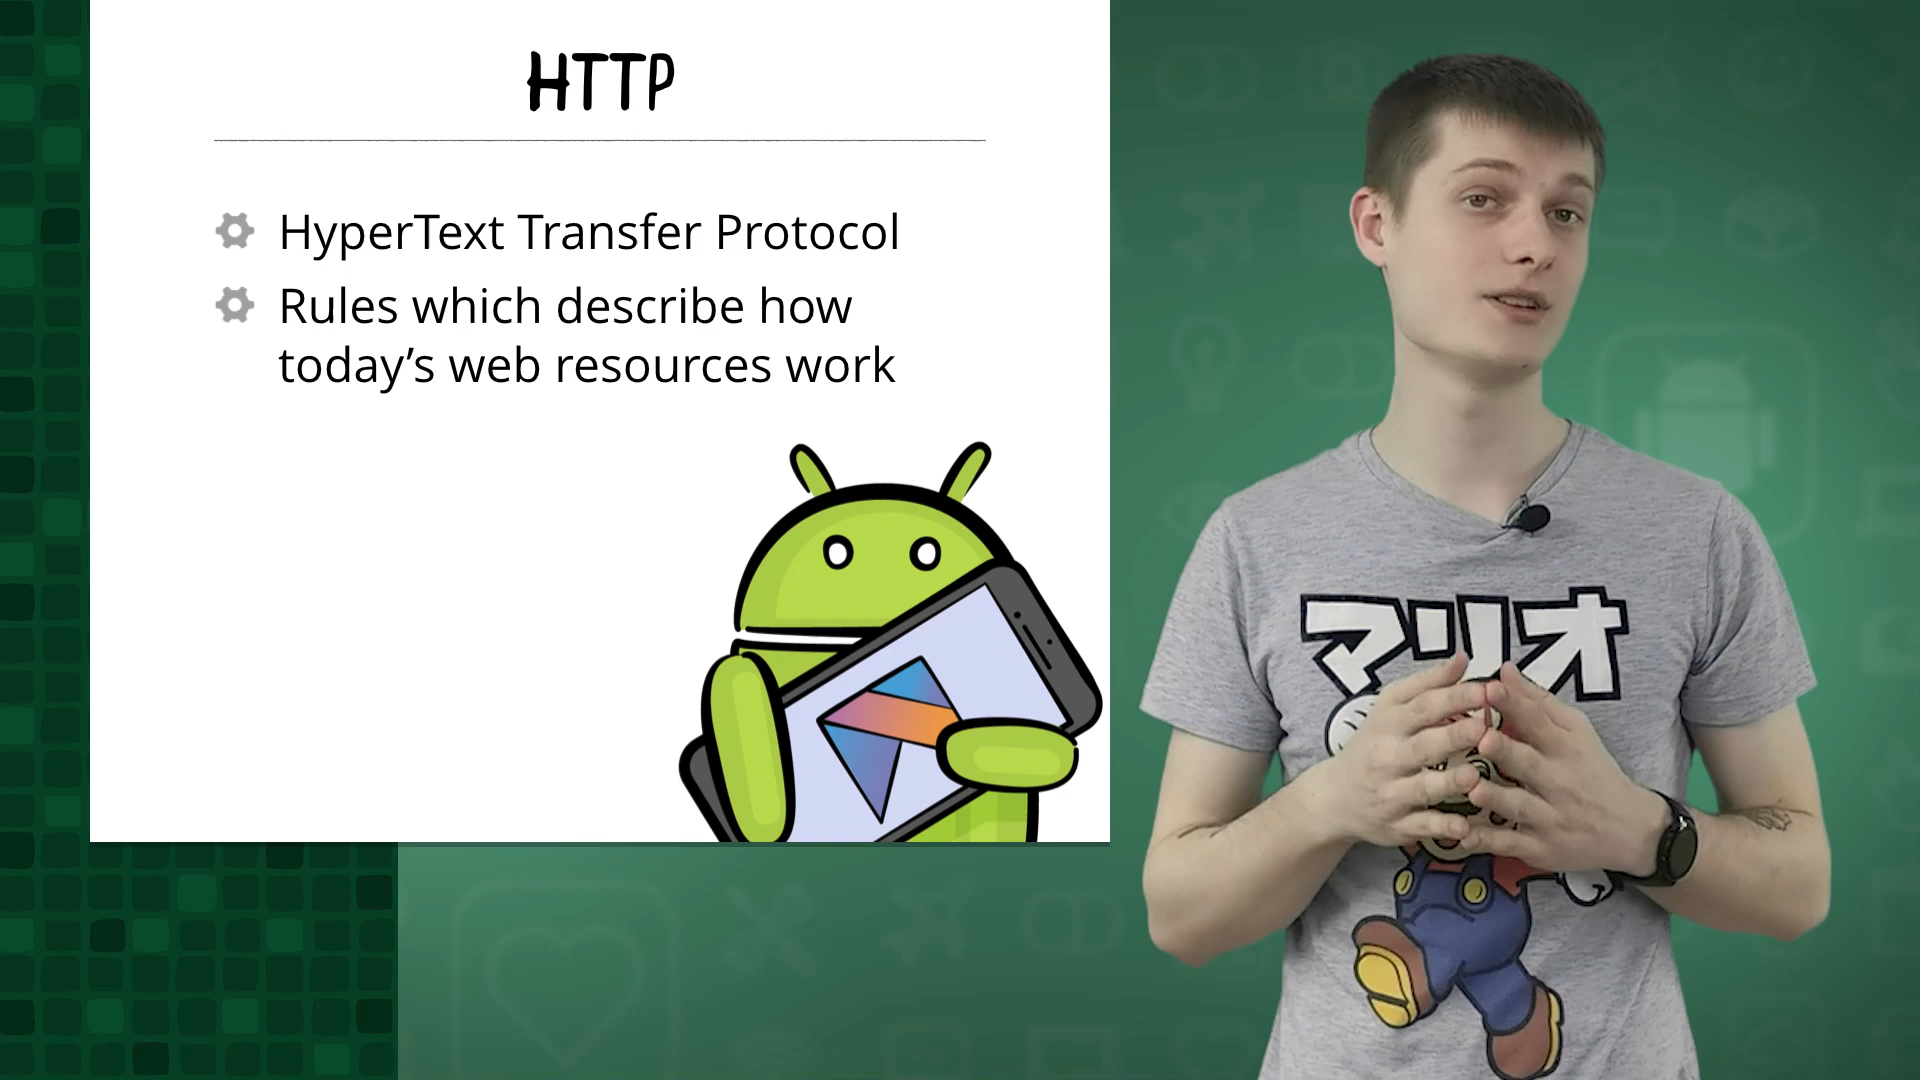 HTTP
HyperText Transfer Protocol
Rules which describe how
today’s web resources work
マリオ